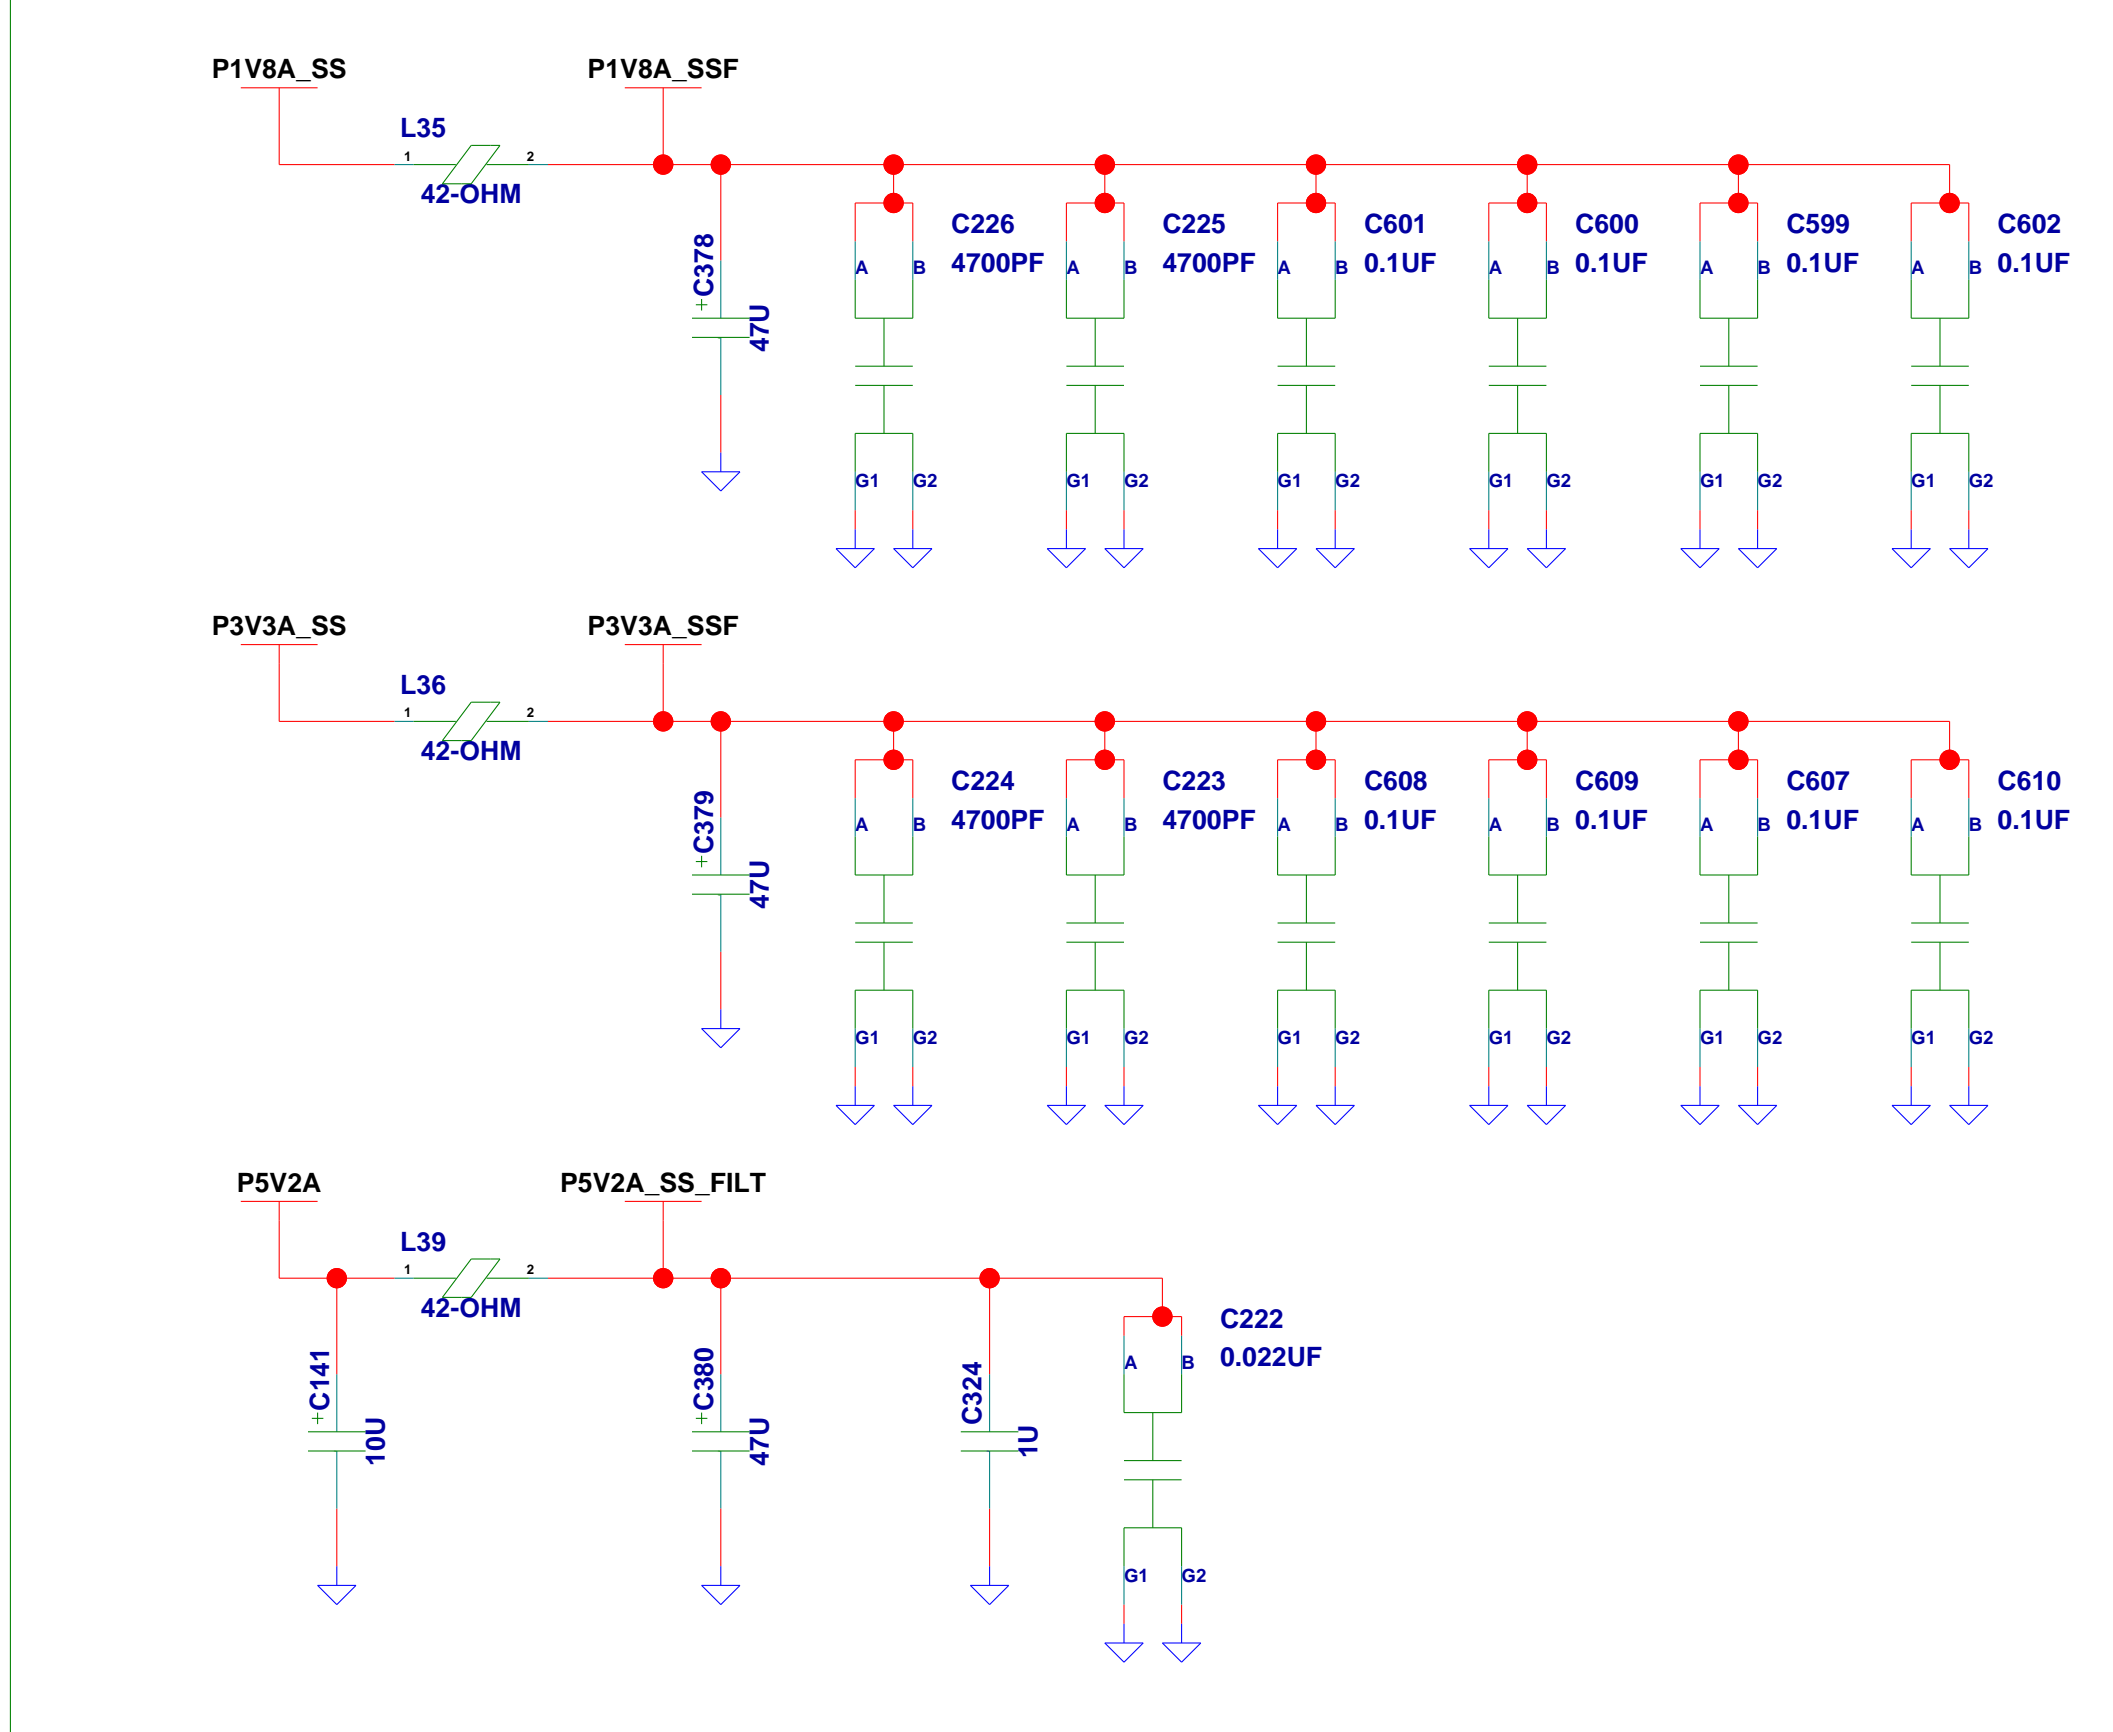 P1V8A_SS
P1V8A_SSF
L35
1
2
42-OHM
+C378
47U
C226
4700PF
A
B
G1
G2
C225
4700PF
A
B
G1
G2
C601
0.1UF
A
B
G1
G2
C600
0.1UF
A
B
G1
G2
C599
0.1UF
A
B
G1
G2
C602
0.1UF
A
B
G1
G2
P3V3A_SS
P3V3A_SSF
L36
1
2
42-OHM
+C379
47U
C224
4700PF
A
B
G1
G2
C223
4700PF
A
B
G1
G2
C608
0.1UF
A
B
G1
G2
C609
0.1UF
A
B
G1
G2
C607
0.1UF
A
B
G1
G2
C610
0.1UF
A
B
G1
G2
P5V2A
P5V2A_SS_FILT
L39
1
2
42-OHM
+C141
10U
+C380
47U
C324
1U
C222
0.022UF
A
B
G1
G2